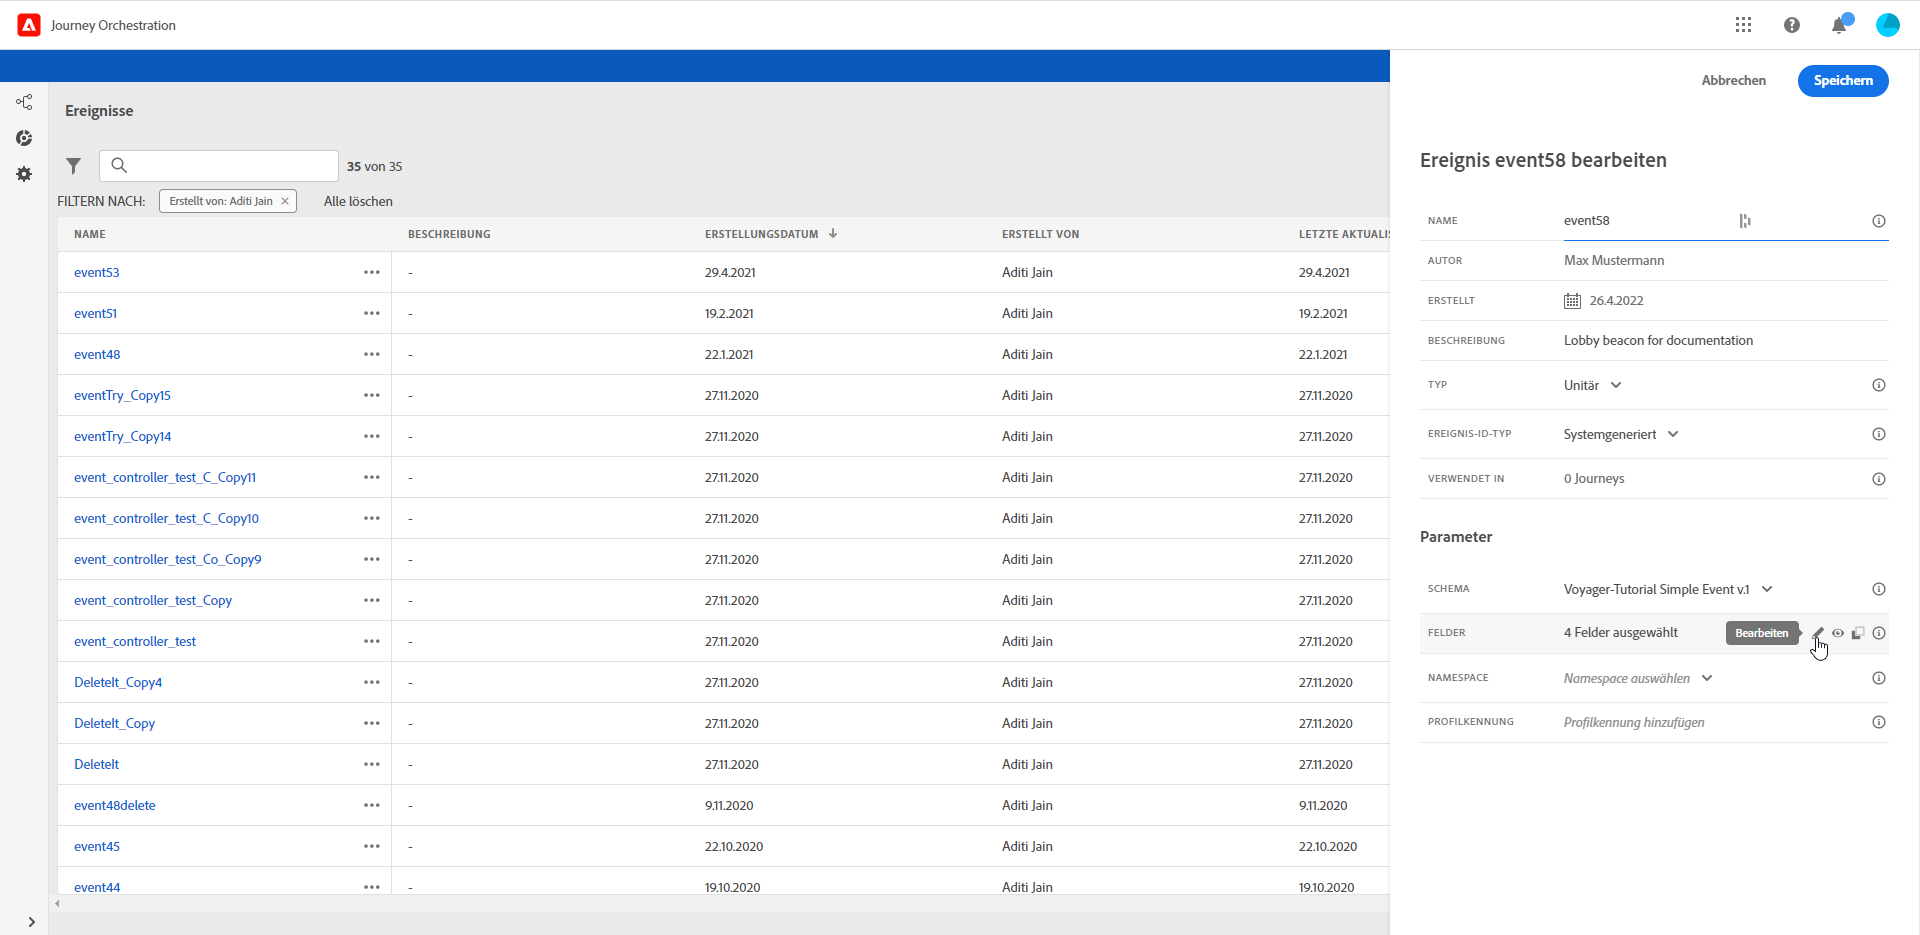 Journey Orchestration
Abbrechen
Speichern
Ereignisse
35 von 35
FILTERN NACH:
Erstellt von: Aditi Jain
Alle löschen
NAME BESCHREIBUNG ERSTELLUNGSDATUM ERSTELLT VON LETZTE AKTUALIS
event53 - 29.4.2021 Aditi Jain 29.4.2021
event51 - 19.2.2021 Aditi Jain 19.2.2021
event48 - 22.1.2021 Aditi Jain 22.1.2021
eventTry_Copy15 - 27.11.2020 Aditi Jain 27.11.2020
eventTry_Copy14 - 27.11.2020 Aditi Jain 27.11.2020
event_controller_test_C_Copy11 - 27.11.2020 Aditi Jain 27.11.2020
event_controller_test_C_Copy10 - 27.11.2020 Aditi Jain 27.11.2020
event_controller_test_Co_Copy9 - 27.11.2020 Aditi Jain 27.11.2020
event_controller_test_Copy - 27.11.2020 Aditi Jain 27.11.2020
event_controller_test - 27.11.2020 Aditi Jain 27.11.2020
DeleteIt_Copy4 - 27.11.2020 Aditi Jain 27.11.2020
DeleteIt_Copy - 27.11.2020 Aditi Jain 27.11.2020
DeleteIt - 27.11.2020 Aditi Jain 27.11.2020
event48delete - 9.11.2020 Aditi Jain 9.11.2020
event45 - 22.10.2020 Aditi Jain 22.10.2020
event44 - 19.10.2020 Aditi Jain 19.10.2020
Ereignis event58 bearbeiten
NAME event58
AUTOR Max Mustermann
ERSTELLT 26.4.2022
BESCHREIBUNG Lobby beacon for documentation
TYP Unitär
EREIGNIS-ID-TYP Systemgeneriert
VERWENDET IN 0 Journeys
Parameter
SCHEMA Voyager-Tutorial Simple Event v.1
FELDER 4 Felder ausgewählt Bearbeiten
NAMESPACE Namespace auswählen
PROFILKENNUNG Profilkennung hinzufügen